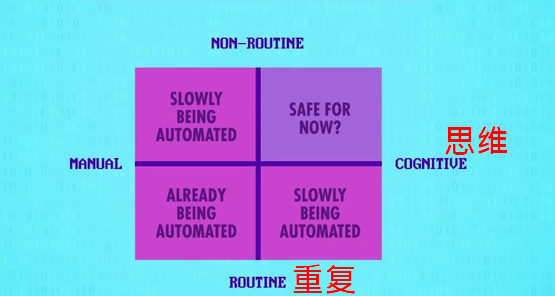 NON-ROUTINE
SLOWLY
BEING
AUTOMATED
SAFE FOR
NOW?
MANUAL
COGNITIVE
思维
ALREADY
BEING
AUTOMATED
SLOWLY
BEING
AUTOMATED
ROUTINE 重复